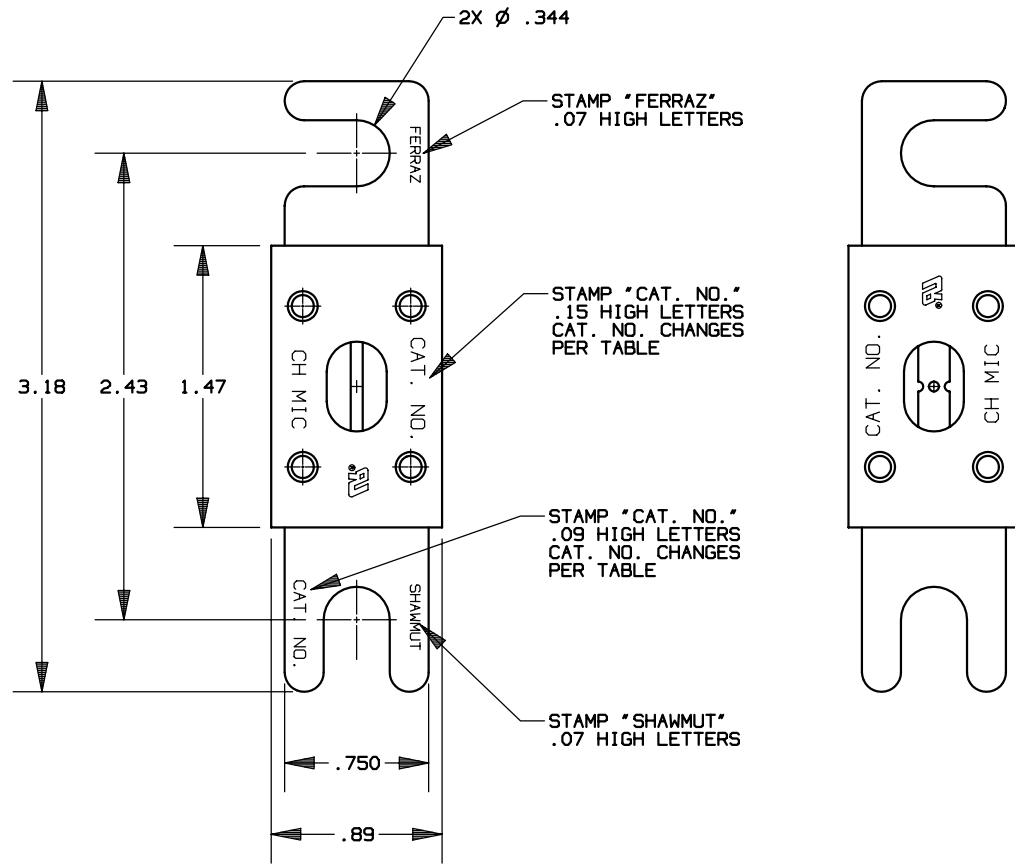 2X Ø .344
STAMP "FERRAZ"
.07 HIGH LETTERS
FERRAZ
STAMP "CAT. NO."
.15 HIGH LETTERS
CAT. NO. CHANGES
PER TABLE
3.18
2.43
1.47
CH MIC
CAT. NO.
STAMP "CAT. NO."
.09 HIGH LETTERS
CAT. NO. CHANGES
PER TABLE
CAT. NO.
SHAWMUT
STAMP "SHAWMUT"
.07 HIGH LETTERS
.750
.89
CAT. NO.
CH MIC